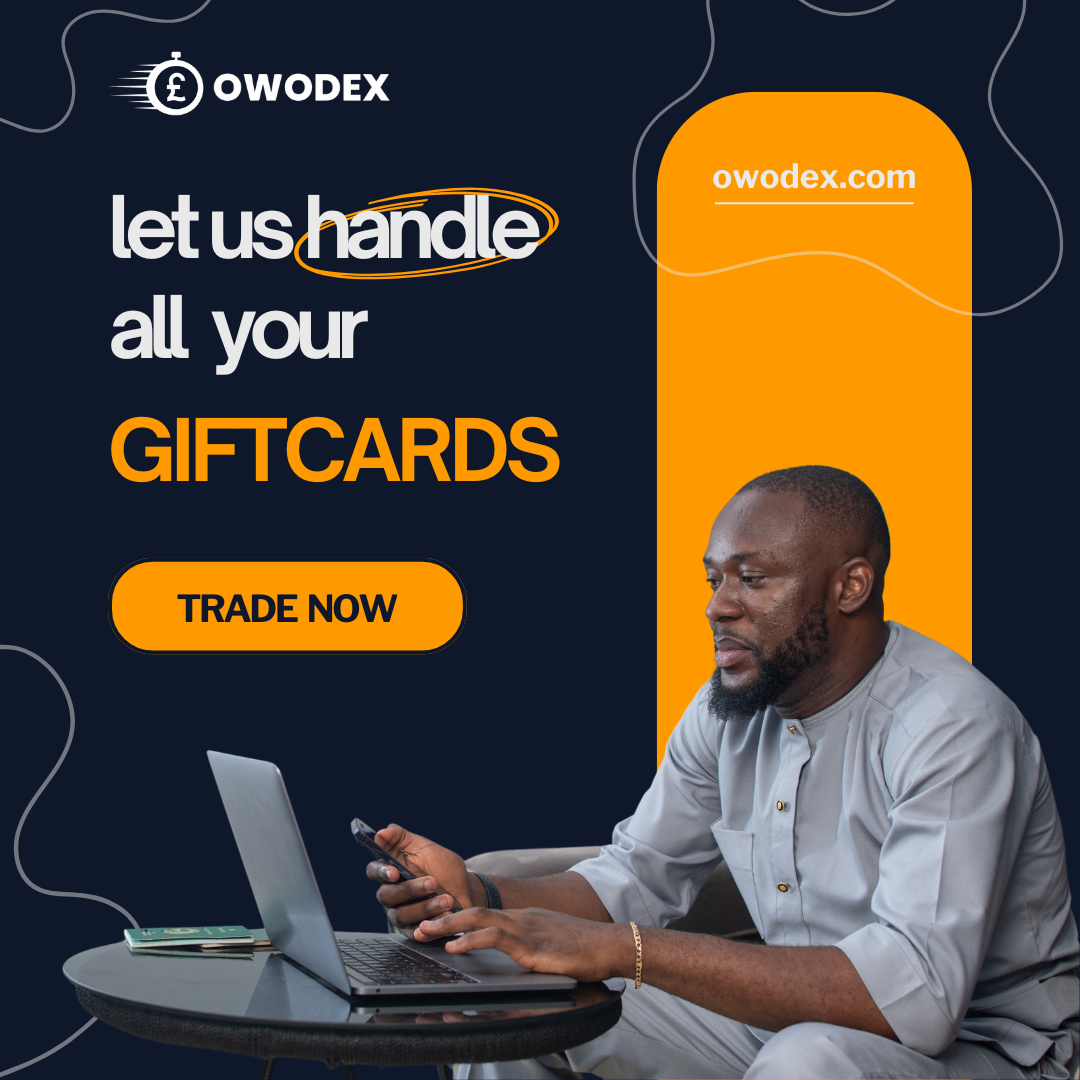 £ OWODEX
owodex.com
let us handle
all your
GIFTCARDS
TRADE NOW